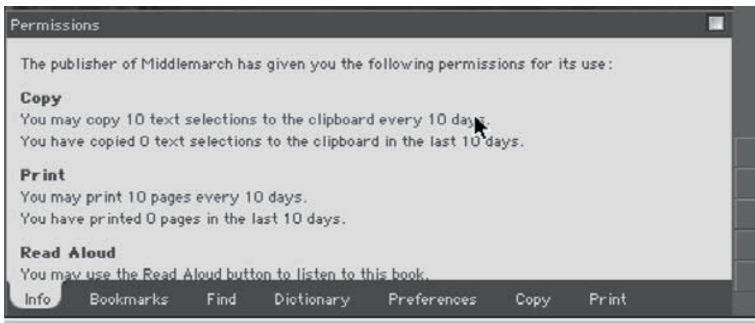 Permissions
The publisher of Middlemarch has given you the following permissions for its use:
Copy
You may copy 10 text selections to the clipboard every 10 days.
You have copied 0 text selections to the clipboard in the last 10 days.
Print
You may print 10 pages every 10 days.
You have printed 0 pages in the last 10 days.
Read Aloud
You may use the Read Aloud button to listen to this book.
Info Bookmarks Find Dictionary Preferences Copy Print